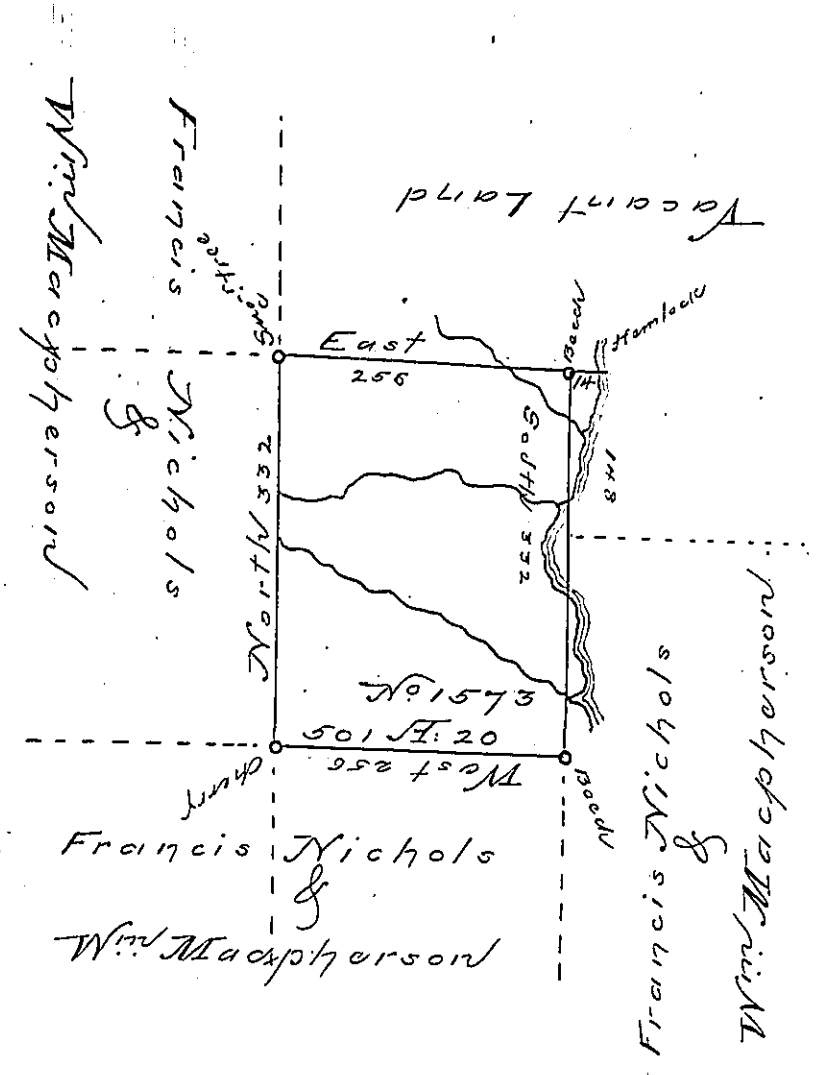 Vacant Land
Francis Nichols
&
Wm Macpherson
East
256
Beech
Hemlock
14
148
North 332
South
332
No 1573
501 A: 20
West 256
Beech
Cherry
Francis Nichols
&
Wm Macpherson
Francis Nichols
&
Wm Macpherson